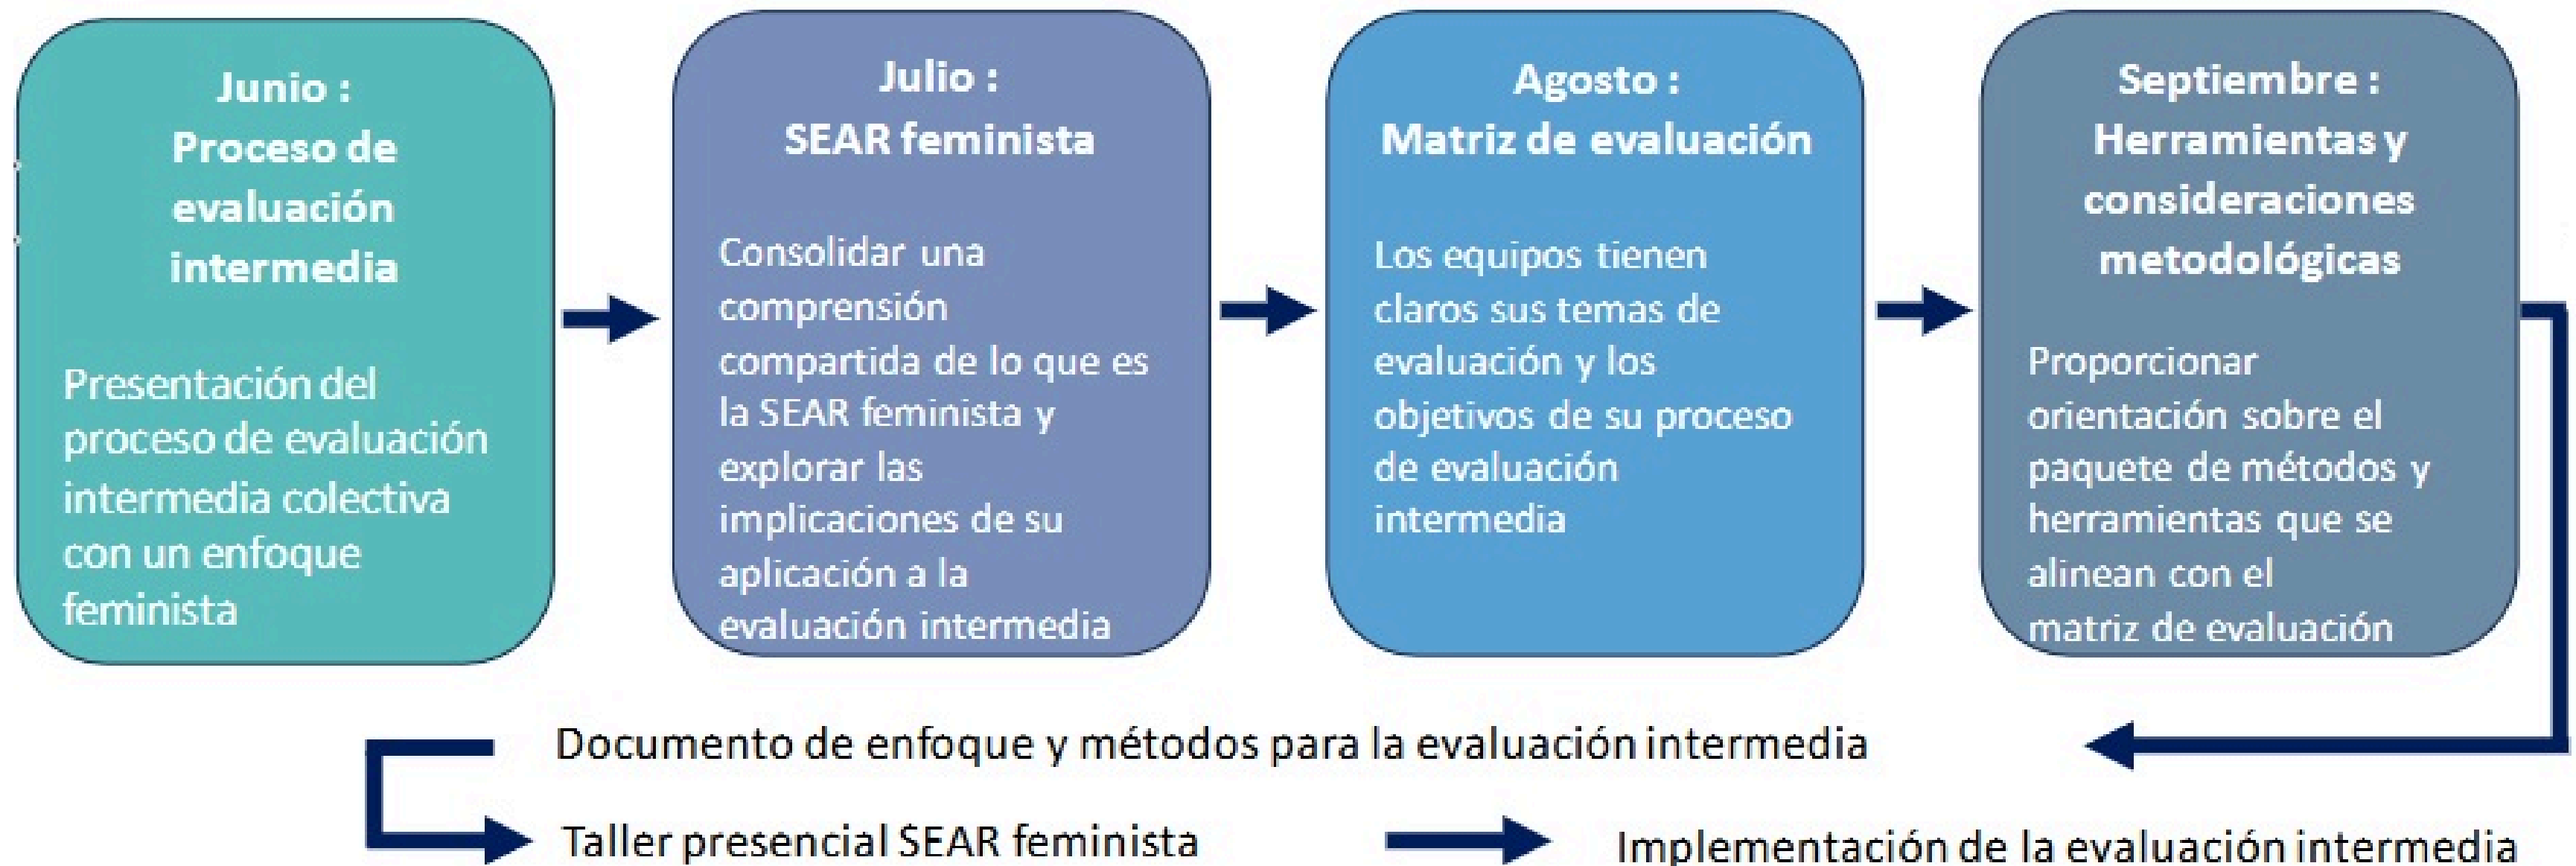 Junio :
Proceso de
evaluación
intermedia
Presentación del
proceso de evaluación
intermedia colectiva
con un enfoque
feminista
Julio :
SEAR feminista
Consolidar una
comprensión
compartida de lo que es
la SEAR feminista y
explorar las
implicaciones de su
aplicación a la
evaluación intermedia
Agosto :
Matriz de evaluación
Los equipos tienen
claros sus temas de
evaluación y los
objetivos de su proceso
de evaluación
intermedia
Septiembre :
Herramientas y
consideraciones
metodológicas
Proporcionar
orientación sobre el
paquete de métodos y
herramientas que se
alinean con el
matriz de evaluación
Documento de enfoque y métodos para la evaluación intermedia
Taller presencial SEAR feminista
Implementación de la evaluación intermedia